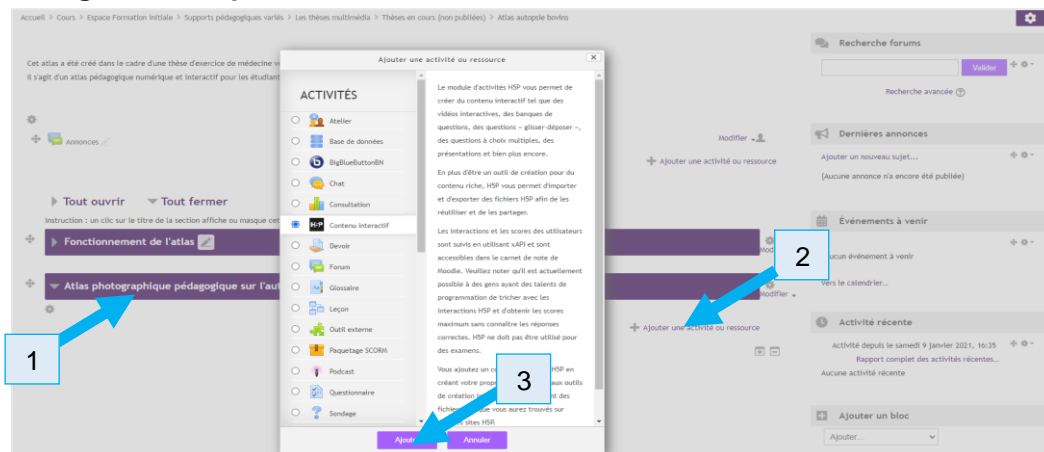 Accueil > Cours > Espace Formation initiale > Supports pédagogiques variés > Les thèses multimédia > Thèses en cours (non publiées) > Atlas autopsie bovins
Cet atlas a été créé dans le cadre d'une thèse d'exercice de médecine
Il s'agit d'un atlas pédagogique numérique et interactif pour les étudiant
Annonces
Modifier
Ajouter une activité ou ressource
Tout ouvrir Tout fermer
Instruction : un clic sur le titre de la section affiche ou masque cet
Fonctionnement de l'atlas
Atlas photographique pédagogique sur l'aut
Modifier
Ajouter une activité ou ressource
1
2
3
Ajouter une activité ou ressource
ACTIVITÉS
Atelier
Base de données
BigBlueButtonBN
Chat
Consultation
H5P Contenu interactif
Devoir
Forum
Glossaire
Leçon
Outil externe
Paquetage SCORM
Podcast
Questionnaire
Sondage
Le module d'activités H5P vous permet de
créer du contenu interactif tel que des
vidéos interactives, des banques de
questions, des questions « glisser-déposer »,
des questions à choix multiples, des
présentations et bien plus encore.
En plus d'être un outil de création pour du
contenu riche, H5P vous permet d'importer
et d'exporter des fichiers H5P afin de les
réutiliser et de les partager.
Les interactions et les scores des utilisateurs
sont suivis en utilisant xAPI et sont
accessibles dans le carnet de note de
Moodle. Veuillez noter qu'il est actuellement
possible à des gens ayant des talents de
programmation de tricher avec les
interactions H5P et d'obtenir les scores
maximum sans connaître les réponses
correctes. H5P ne doit pas être utilisé pour
des examens.
Vous ajoutez un H5P en
créant votre propre aux outils
de création des
fichiers que vous aurez trouvés sur
sites H5P.
Ajouter Annuler
Recherche forums
Valider
Recherche avancée
Dernières annonces
Ajouter un nouveau sujet...
(Aucune annonce n'a encore été publiée)
Événements à venir
ucun événement à venir
Vers le calendrier...
Activité récente
Activité depuis le samedi 9 janvier 2021, 16:35
Rapport complet des activités récentes...
Aucune activité récente
Ajouter un bloc
Ajouter...